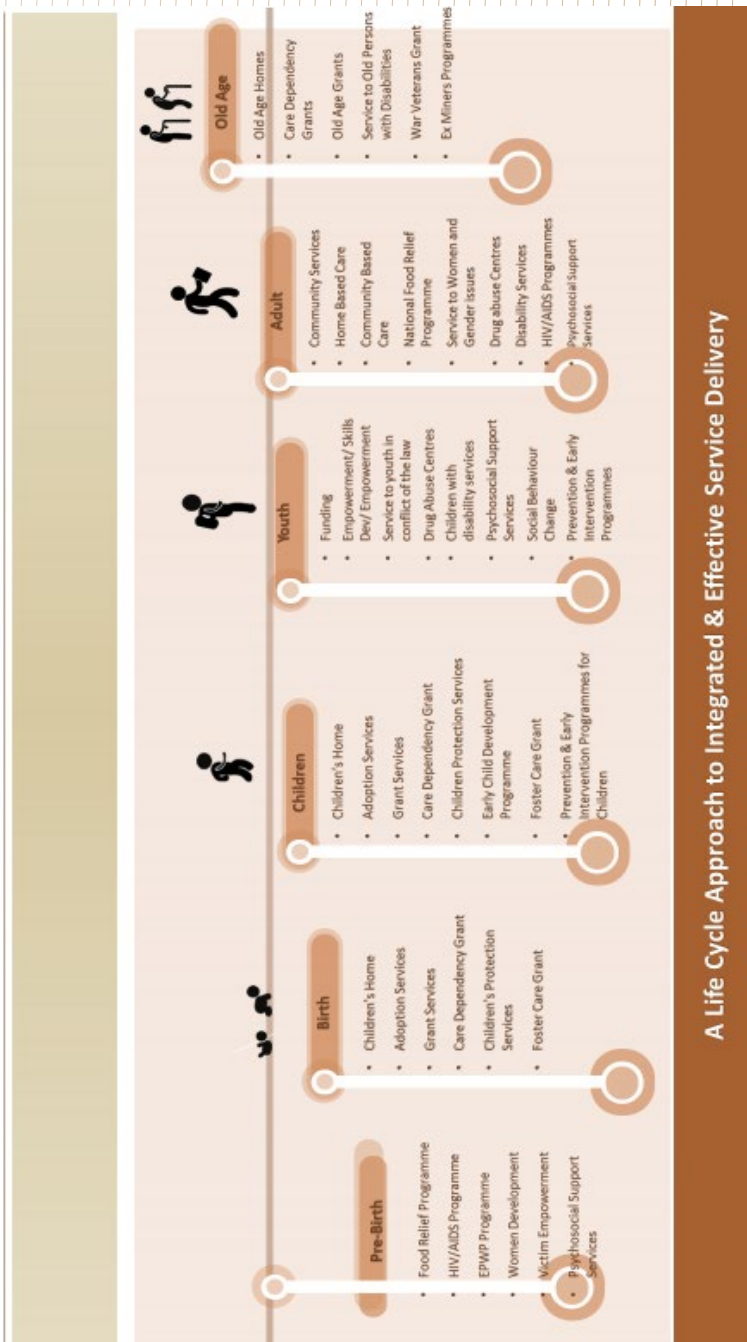 A Life Cycle Approach to Integrated & Effective Service Delivery
Pre-Birth
• Food Relief Programme
• HIV/AIDS Programme
• EPWP Programme
• Women Development
• Victim Empowerment
• Psychosocial Support
Services
Birth
• Children's Home
• Adoption Services
• Grant Services
• Care Dependency Grant
• Children's Protection
Services
• Foster Care Grant
Children
• Children's Home
• Adoption Services
• Grant Services
• Care Dependency Grant
• Children Protection Services
• Early Child Development
Programme
• Foster Care Grant
• Prevention & Early
Intervention Programmes for
Children
Youth
• Funding
• Empowerment/ Skills
Dev/ Empowerment
• Service to youth in
conflict of the law
• Drug Abuse Centres
• Children with
disability services
• Psychosocial Support
Services
• Social Behaviour
Change
• Prevention & Early
Intervention
Programmes
Adult
• Community Services
• Home Based Care
• Community Based
Care
• National Food Relief
Programme
• Service to Women and
Gender issues
• Drug abuse Centres
• Disability Services
• HIV/AIDS Programmes
• Psychosocial Support
Services
Old Age
• Old Age Homes
• Care Dependency
Grants
• Old Age Grants
• Service to Old Persons
with Disabilities
• War Veterans Grant
• Ex Miners Programmes